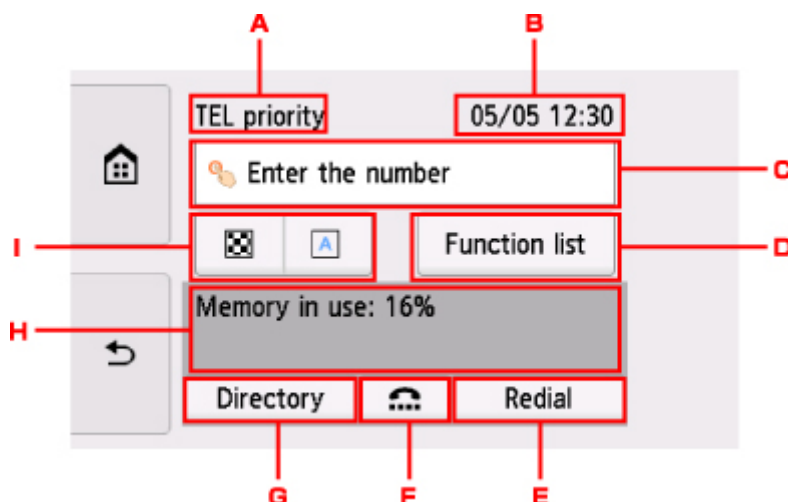 A
B
TEL priority 05/05 12:30
Enter the number
C
I
A
Function list
D
Memory in use: 16%
H
Directory Redial
G F E